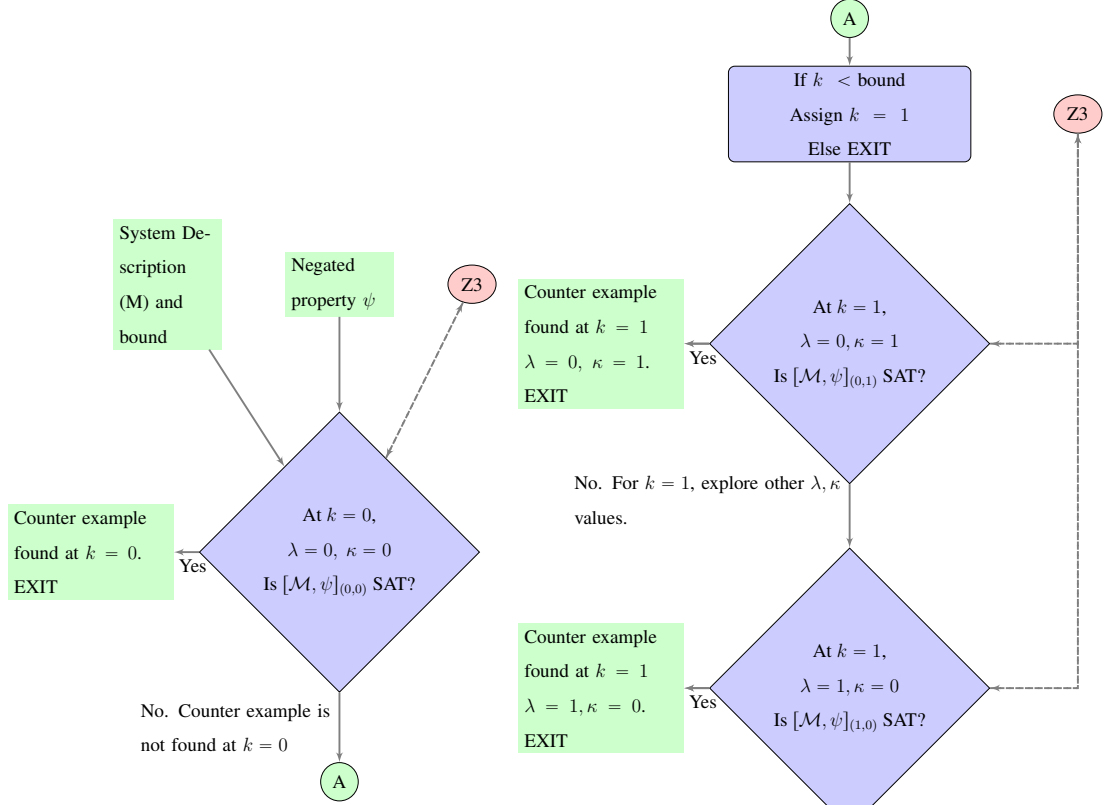 System De-
scription
(M) and
bound
Negated
property ψ
Z3
At k = 0,
λ = 0, κ = 0
Is [ℳ, ψ](0,0) SAT?
Yes
Counter example
found at k = 0.
EXIT
No. Counter example is
not found at k = 0
A
A
If k < bound
Assign k = 1
Else EXIT
Z3
At k = 1,
λ = 0, κ = 1
Is [ℳ, ψ](0,1) SAT?
Yes
Counter example
found at k = 1
λ = 0, κ = 1.
EXIT
No. For k = 1, explore other λ, κ
values.
At k = 1,
λ = 1, κ = 0
Is [ℳ, ψ](1,0) SAT?
Yes
Counter example
found at k = 1
λ = 1, κ = 0.
EXIT